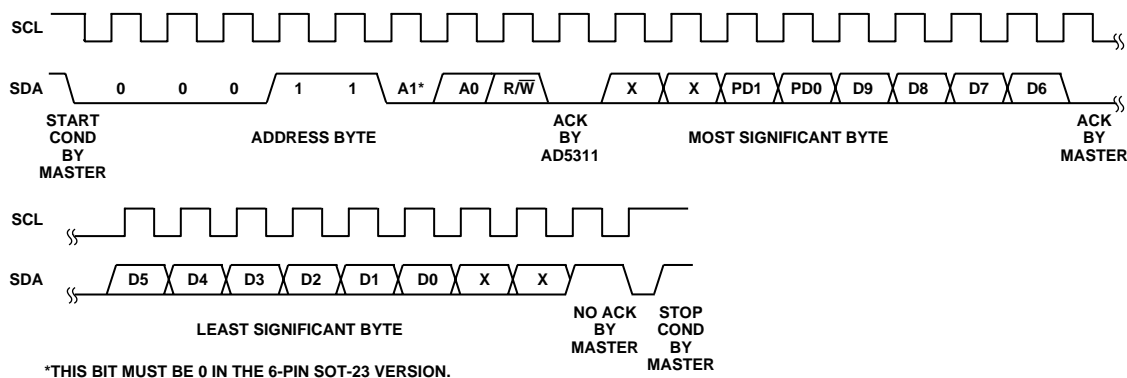 SCL
SDA 0 0 0 1 1 A1* A0 R/W̅ X X PD1 PD0 D9 D8 D7 D6
START COND BY MASTER
ADDRESS BYTE
ACK BY AD5311
MOST SIGNIFICANT BYTE
ACK BY MASTER
SCL
SDA D5 D4 D3 D2 D1 D0 X X
LEAST SIGNIFICANT BYTE
NO ACK BY MASTER
STOP COND BY MASTER
*THIS BIT MUST BE 0 IN THE 6-PIN SOT-23 VERSION.